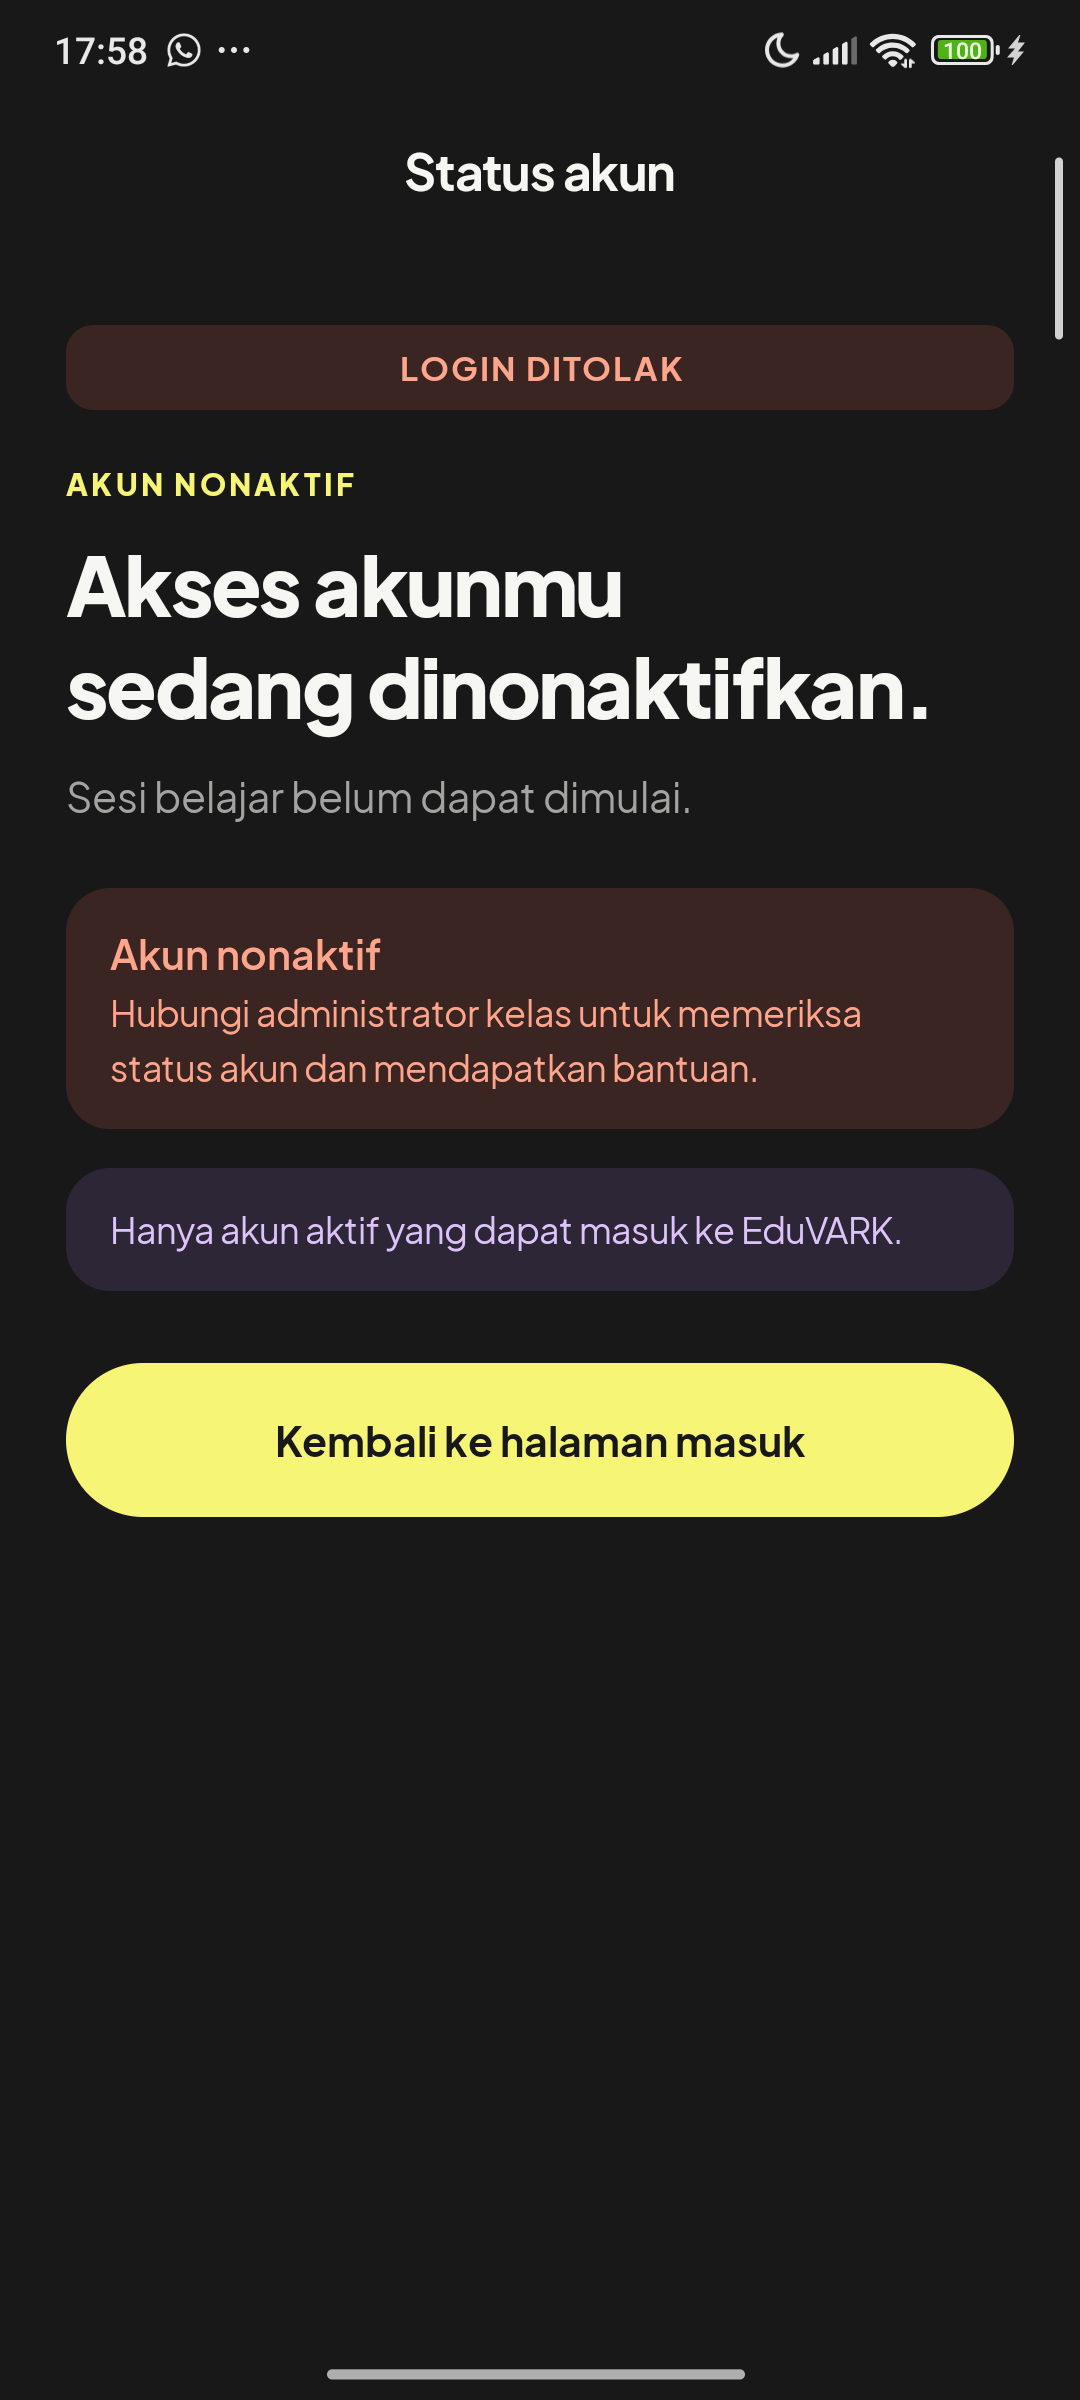 17:58
100
Status akun
LOGIN DITOLAK
AKUN NONAKTIF
Akses akunmu
sedang dinonaktifkan.
Sesi belajar belum dapat dimulai.
Akun nonaktif
Hubungi administrator kelas untuk memeriksa
status akun dan mendapatkan bantuan.
Hanya akun aktif yang dapat masuk ke EduVARK.
Kembali ke halaman masuk